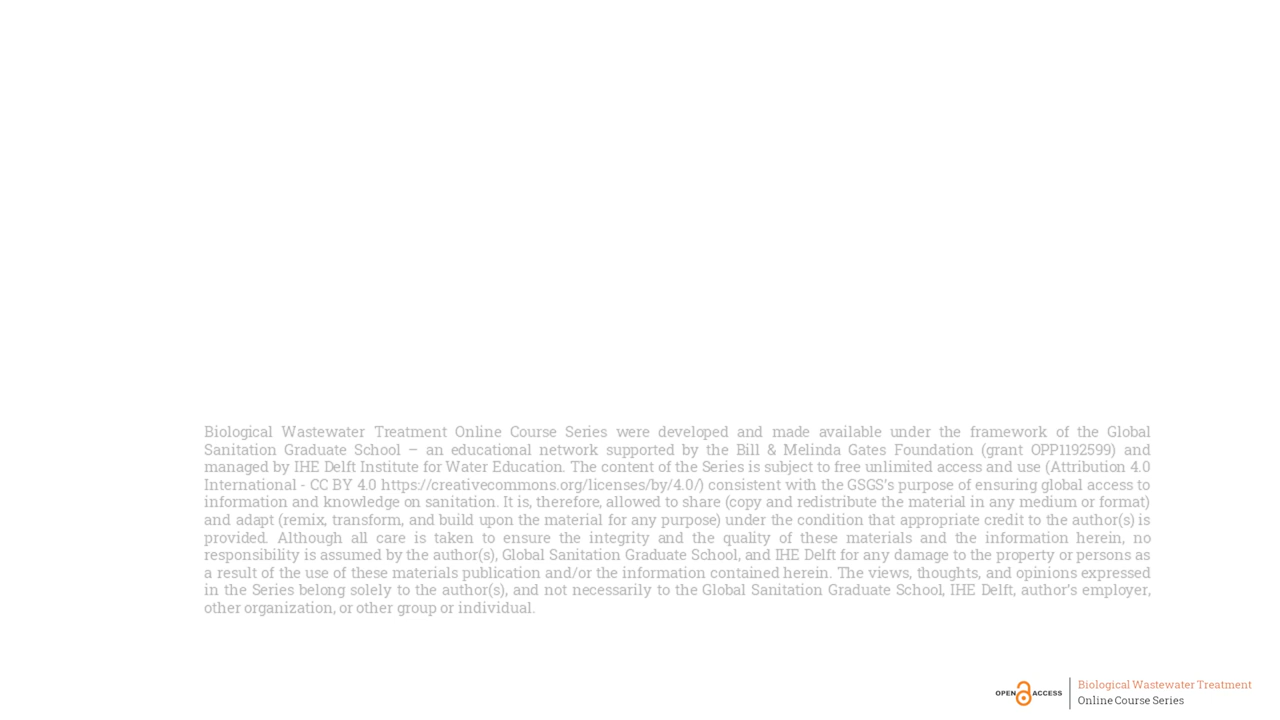 Biological Wastewater Treatment Online Course Series were developed and made available under the framework of the Global
Sanitation Graduate School – an educational network supported by the Bill & Melinda Gates Foundation (grant OPP1192599) and
managed by IHE Delft Institute for Water Education. The content of the Series is subject to free unlimited access and use (Attribution 4.0
International - CC BY 4.0 https://creativecommons.org/licenses/by/4.0/) consistent with the GSGS's purpose of ensuring global access to
information and knowledge on sanitation. It is, therefore, allowed to share (copy and redistribute the material in any medium or format)
and adapt (remix, transform, and build upon the material for any purpose) under the condition that appropriate credit to the author(s) is
provided. Although all care is taken to ensure the integrity and the quality of these materials and the information herein, no
responsibility is assumed by the author(s), Global Sanitation Graduate School, and IHE Delft for any damage to the property or persons as
a result of the use of these materials publication and/or the information contained herein. The views, thoughts, and opinions expressed
in the Series belong solely to the author(s), and not necessarily to the Global Sanitation Graduate School, IHE Delft, author's employer,
other organization, or other group or individual.
OPEN ACCESS
Biological Wastewater Treatment
Online Course Series